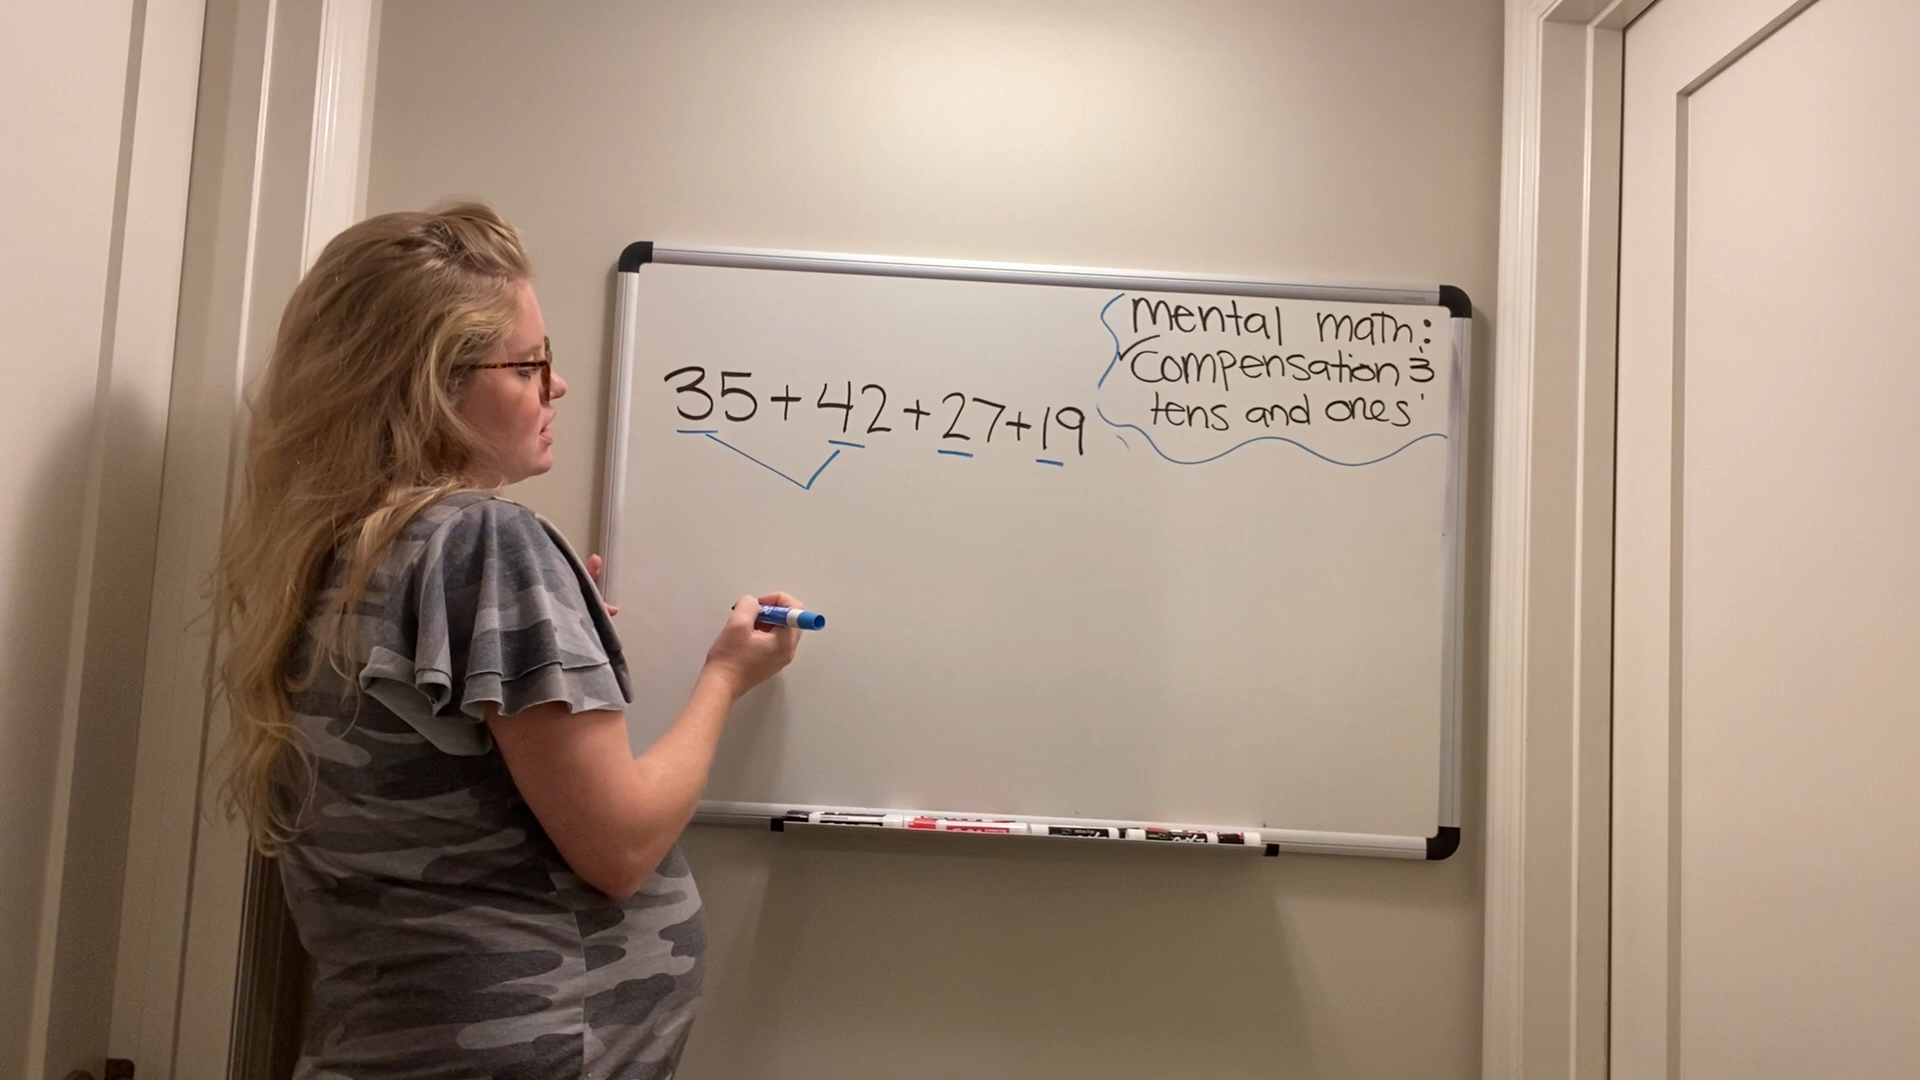 mental math:
✓compensation &
tens and ones
35+42+27+19